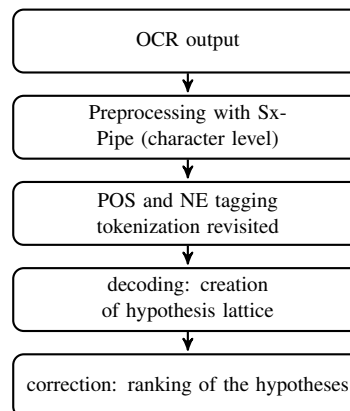 OCR output
Preprocessing with Sx-
Pipe (character level)
POS and NE tagging
tokenization revisited
decoding: creation
of hypothesis lattice
correction: ranking of the hypotheses